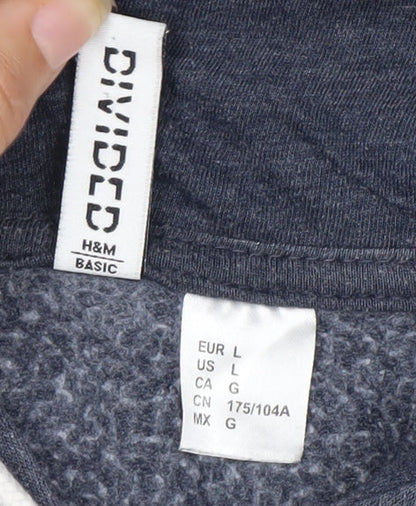 DIVIDED
H&M
BASIC
EUR L
US L
CA G
CN 175/104A
MX G